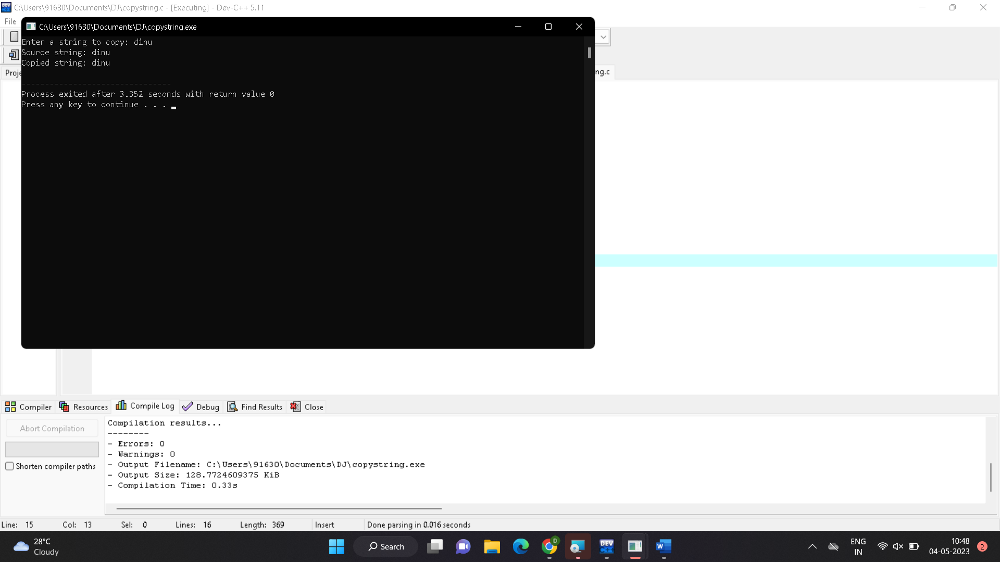 C:\Users\91630\Documents\DJ\copystring.c - [Executing] - Dev-C++ 5.11
File
C:\Users\91630\Documents\DJ\copystring.exe
Enter a string to copy: dinu
Source string: dinu
Copied string: dinu
--------------------------------
Process exited after 3.352 seconds with return value 0
Press any key to continue . . .
Proje
ng.c
Compiler Resources Compile Log Debug Find Results Close
Abort Compilation
Shorten compiler paths
Compilation results...
--------
- Errors: 0
- Warnings: 0
- Output Filename: C:\Users\91630\Documents\DJ\copystring.exe
- Output Size: 128.7724609375 KiB
- Compilation Time: 0.33s
Line: 15 Col: 13 Sel: 0 Lines: 16 Length: 369 Insert Done parsing in 0.016 seconds
28°C
Cloudy
Search
D
DEV
C++
W
ENG
IN
10:48
04-05-2023
2